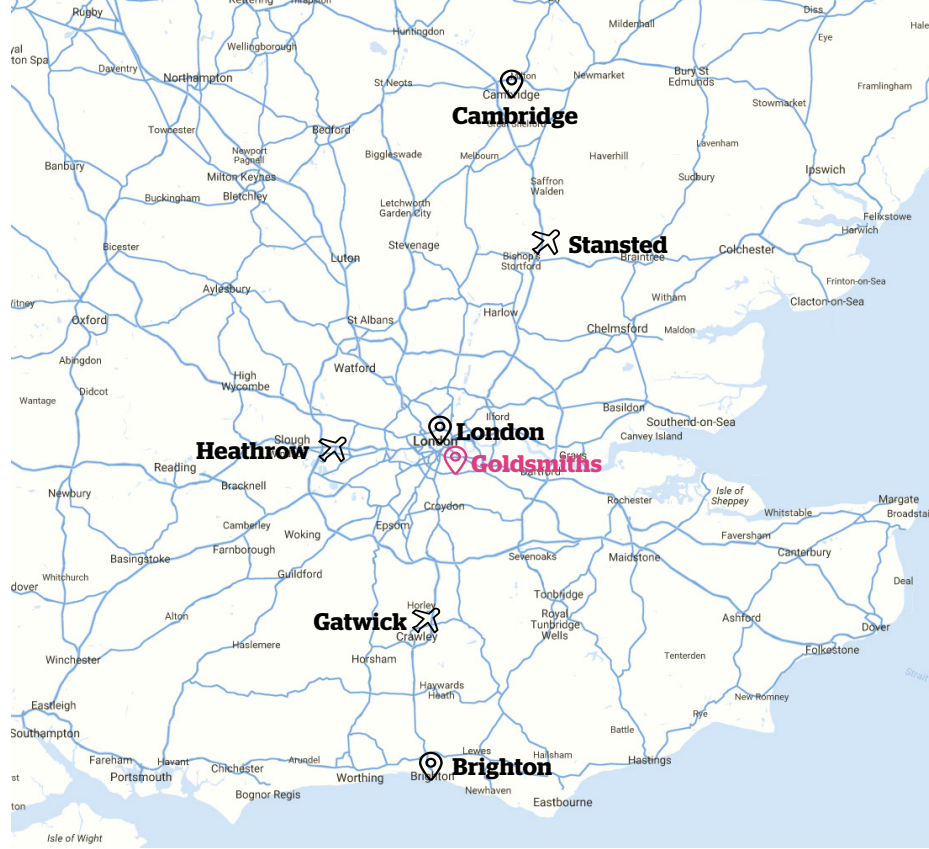 Rugby
Huntingdon
Mildenhall
Diss
Eye
Wellingborough
Daventry
Northampton
St Neots
Newmarket
Bury St
Edmunds
Framlingham
Stowmarket
Cambridge
Cambridge
Towcester
Bedford
Newport
Pagnell
Biggleswade
Melbourn
Haverhill
Lavenham
Banbury
Milton Keynes
Bletchley
Buckingham
Saffron
Walden
Sudbury
Ipswich
Letchworth
Garden City
Felixstowe
Harwich
Bicester
Stevenage
Luton
Bishop's
Stortford
Stansted
Braintree
Colchester
Aylesbury
Witham
Frinton-on-Sea
Clacton-on-Sea
Oxford
St Albans
Harlow
Chelmsford
Maldon
Abingdon
Watford
High
Wycombe
Didcot
Wantage
Ilford
Basildon
Southend-on-Sea
Canvey Island
London
London
Slough
Heathrow
Goldsmiths
Grays
Dartford
Reading
Bracknell
Newbury
Croydon
Rochester
Isle of
Sheppey
Whitstable
Margate
Camberley
Epsom
Woking
Farnborough
Basingstoke
Sevenoaks
Maidstone
Faversham
Canterbury
Whitchurch
Guildford
Deal
Tonbridge
Alton
Horley
Gatwick
Crawley
Royal
Tunbridge
Wells
Ashford
Dover
Haslemere
Winchester
Horsham
Tenterden
Folkestone
Haywards
Heath
New Romney
Eastleigh
Rye
Battle
Southampton
Fareham
Havant
Chichester
Arundel
Lewes
Hailsham
Hastings
Portsmouth
Worthing
Brighton
Brighton
Bognor Regis
Newhaven
Eastbourne
Isle of Wight